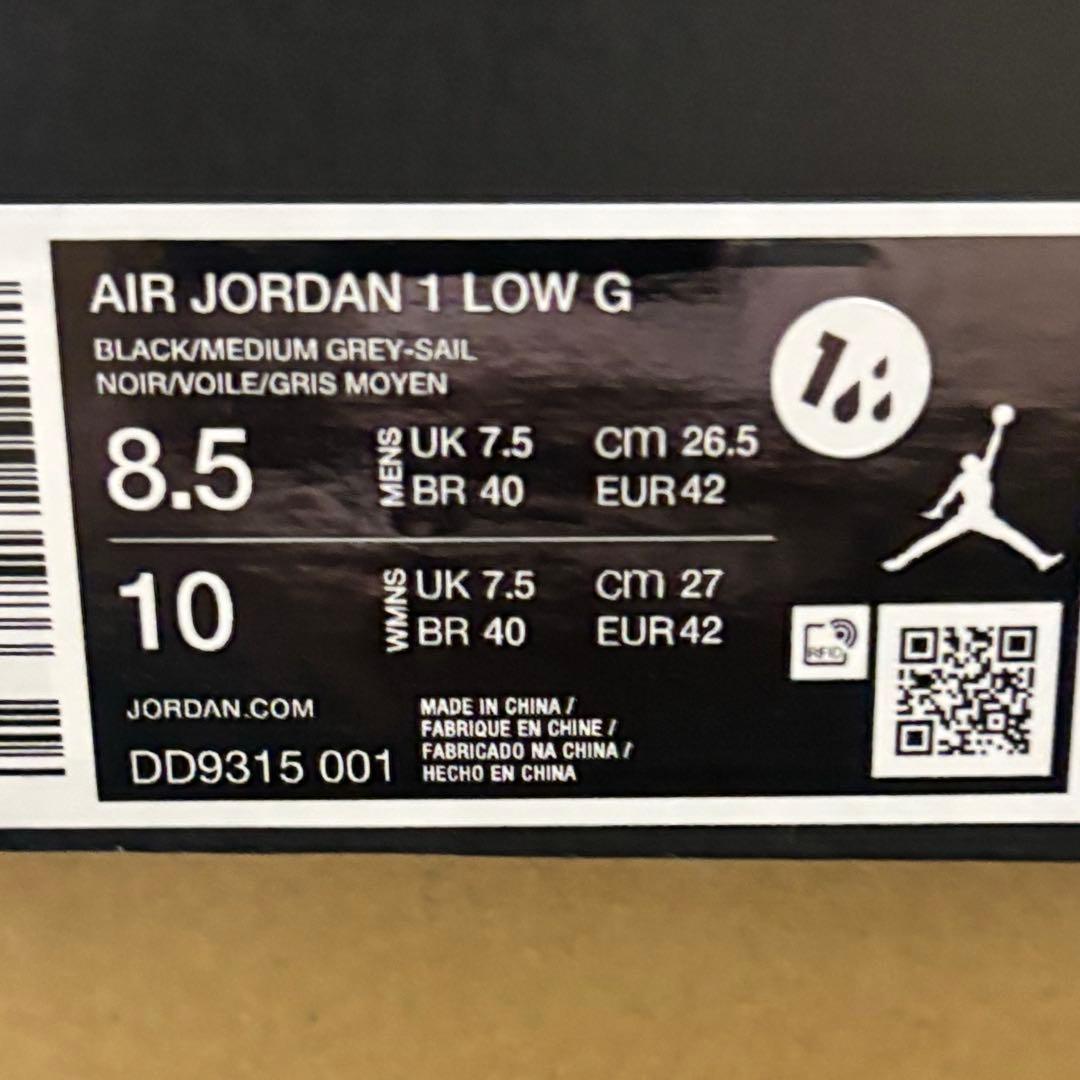 AIR JORDAN 1 LOW G
BLACK/MEDIUM GREY-SAIL
NOIR/VOILE/GRIS MOYEN
8.5 MENS UK 7.5 cm 26.5
BR 40 EUR 42
10 WMNS UK 7.5 cm 27
BR 40 EUR 42
1
RFID
JORDAN.COM
DD9315 001
MADE IN CHINA /
FABRIQUE EN CHINE /
FABRICADO NA CHINA /
HECHO EN CHINA